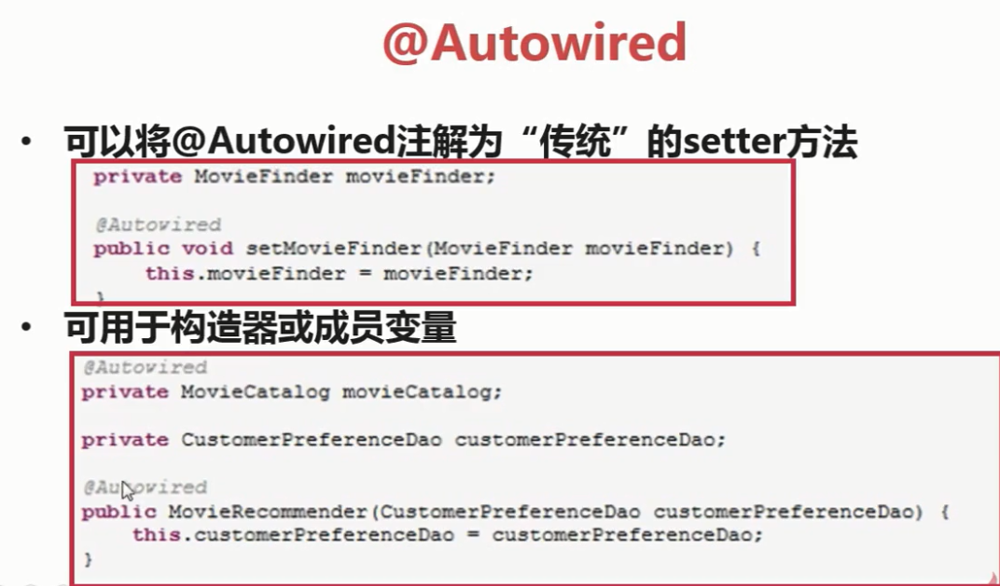 @Autowired
• 可以将@Autowired注解为“传统”的setter方法
private MovieFinder movieFinder;
@Autowired
public void setMovieFinder(MovieFinder movieFinder) {
this.movieFinder = movieFinder;
}
• 可用于构造器或成员变量
@Autowired
private MovieCatalog movieCatalog;
private CustomerPreferenceDao customerPreferenceDao;
@Autowired
public MovieRecommender(CustomerPreferenceDao customerPreferenceDao) {
this.customerPreferenceDao = customerPreferenceDao;
}